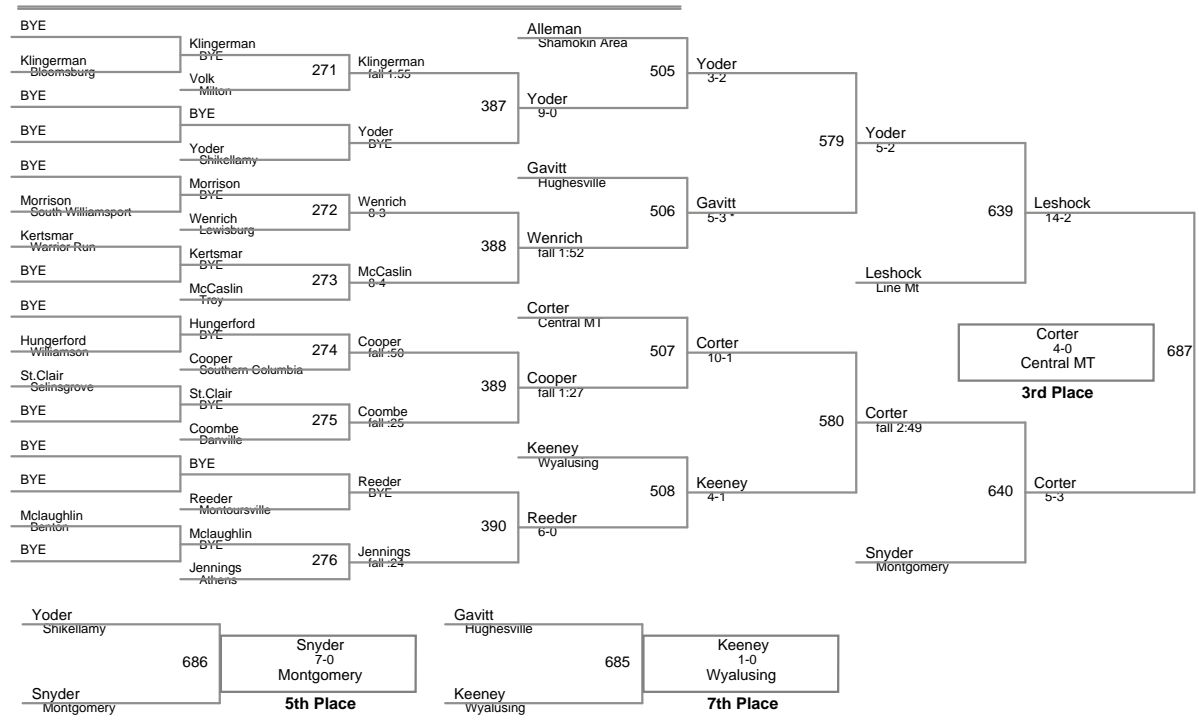 BYE
Klingerman
Bloomsburg
BYE
BYE
BYE
Morrison
South Williamsport
Kertsmar
Warrior Run
BYE
BYE
Hungerford
Williamson
St.Clair
Selinsgrove
BYE
BYE
BYE
Mclaughlin
Benton
BYE
Klingerman
BYE
271
Volk
Milton
BYE
Yoder
Shikellamy
Morrison
BYE
272
Wenrich
Lewisburg
Kertsmar
BYE
273
McCaslin
Troy
Hungerford
BYE
274
Cooper
Southern Columbia
St.Clair
BYE
275
Coombe
Danville
BYE
Reeder
Montoursville
Mclaughlin
BYE
276
Jennings
Athens
Klingerman
fall 1:55
387
Yoder
BYE
Wenrich
8-3
388
McCaslin
8-4
Cooper
fall :50
389
Coombe
fall :25
Reeder
BYE
390
Jennings
fall :24
Alleman
Shamokin Area
505
Yoder
9-0
Gavitt
Hughesville
506
Wenrich
fall 1:52
Corter
Central MT
507
Cooper
fall 1:27
Keeney
Wyalusing
508
Reeder
6-0
Yoder
3-2
579
Gavitt
5-3 *
Corter
10-1
580
Keeney
4-1
Yoder
5-2
639
Leshock
Line Mt
Corter
fall 2:49
640
Snyder
Montgomery
Leshock
14-2
687
Corter
5-3
Corter
4-0
Central MT
3rd Place
Yoder
Shikellamy
686
Snyder
Montgomery
Snyder
7-0
Montgomery
5th Place
Gavitt
Hughesville
685
Keeney
Wyalusing
Keeney
1-0
Wyalusing
7th Place